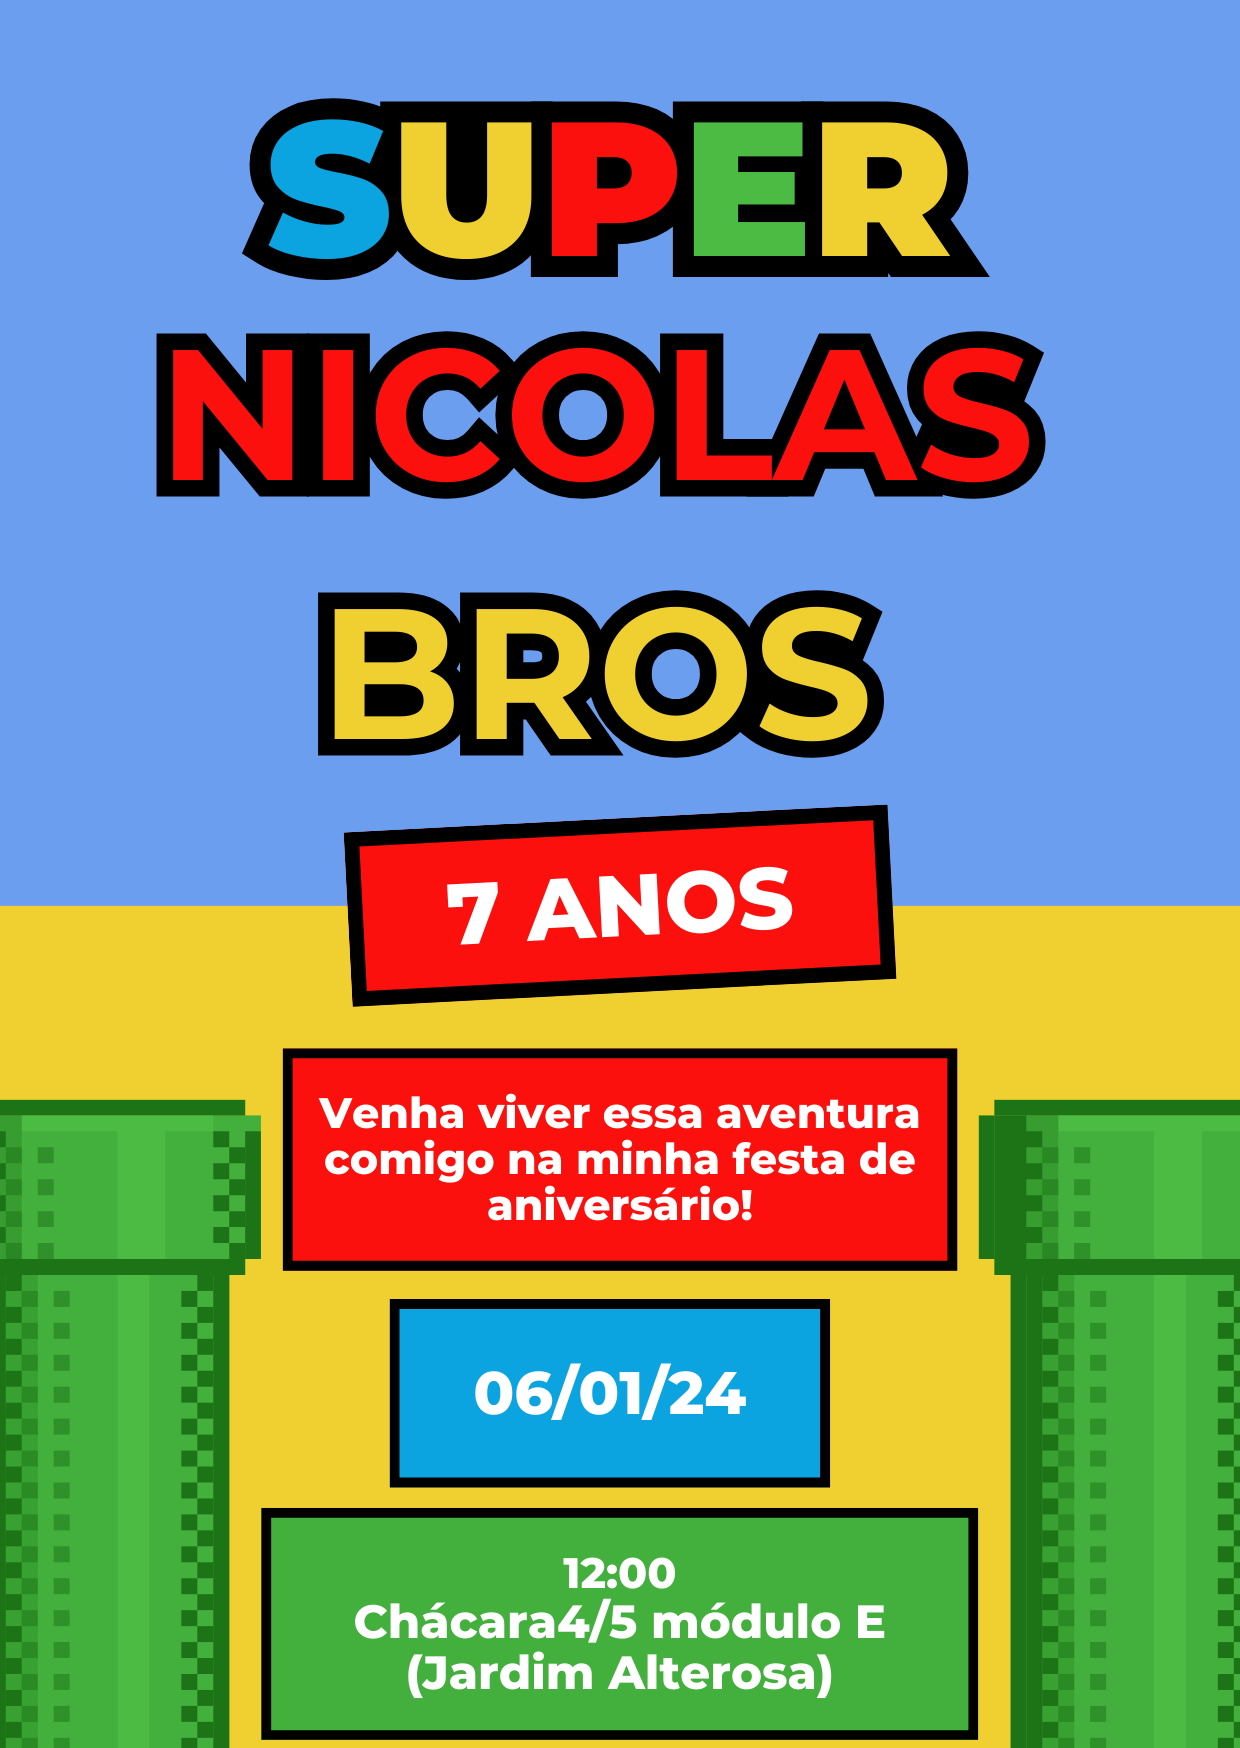 SUPER
NICOLAS
BROS
7 ANOS
Venha viver essa aventura
comigo na minha festa de
aniversário!
06/01/24
12:00
Chácara4/5 módulo E
(Jardim Alterosa)